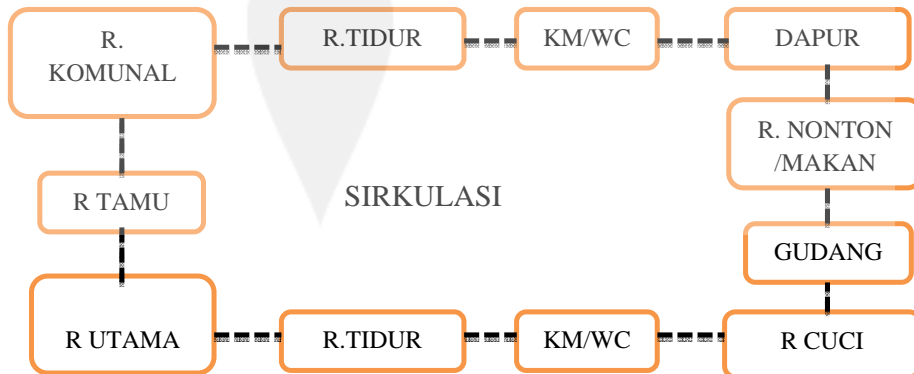 R.
KOMUNAL
R.TIDUR
KM/WC
DAPUR
R. NONTON
/MAKAN
R TAMU
SIRKULASI
GUDANG
R UTAMA
R.TIDUR
KM/WC
R CUCI